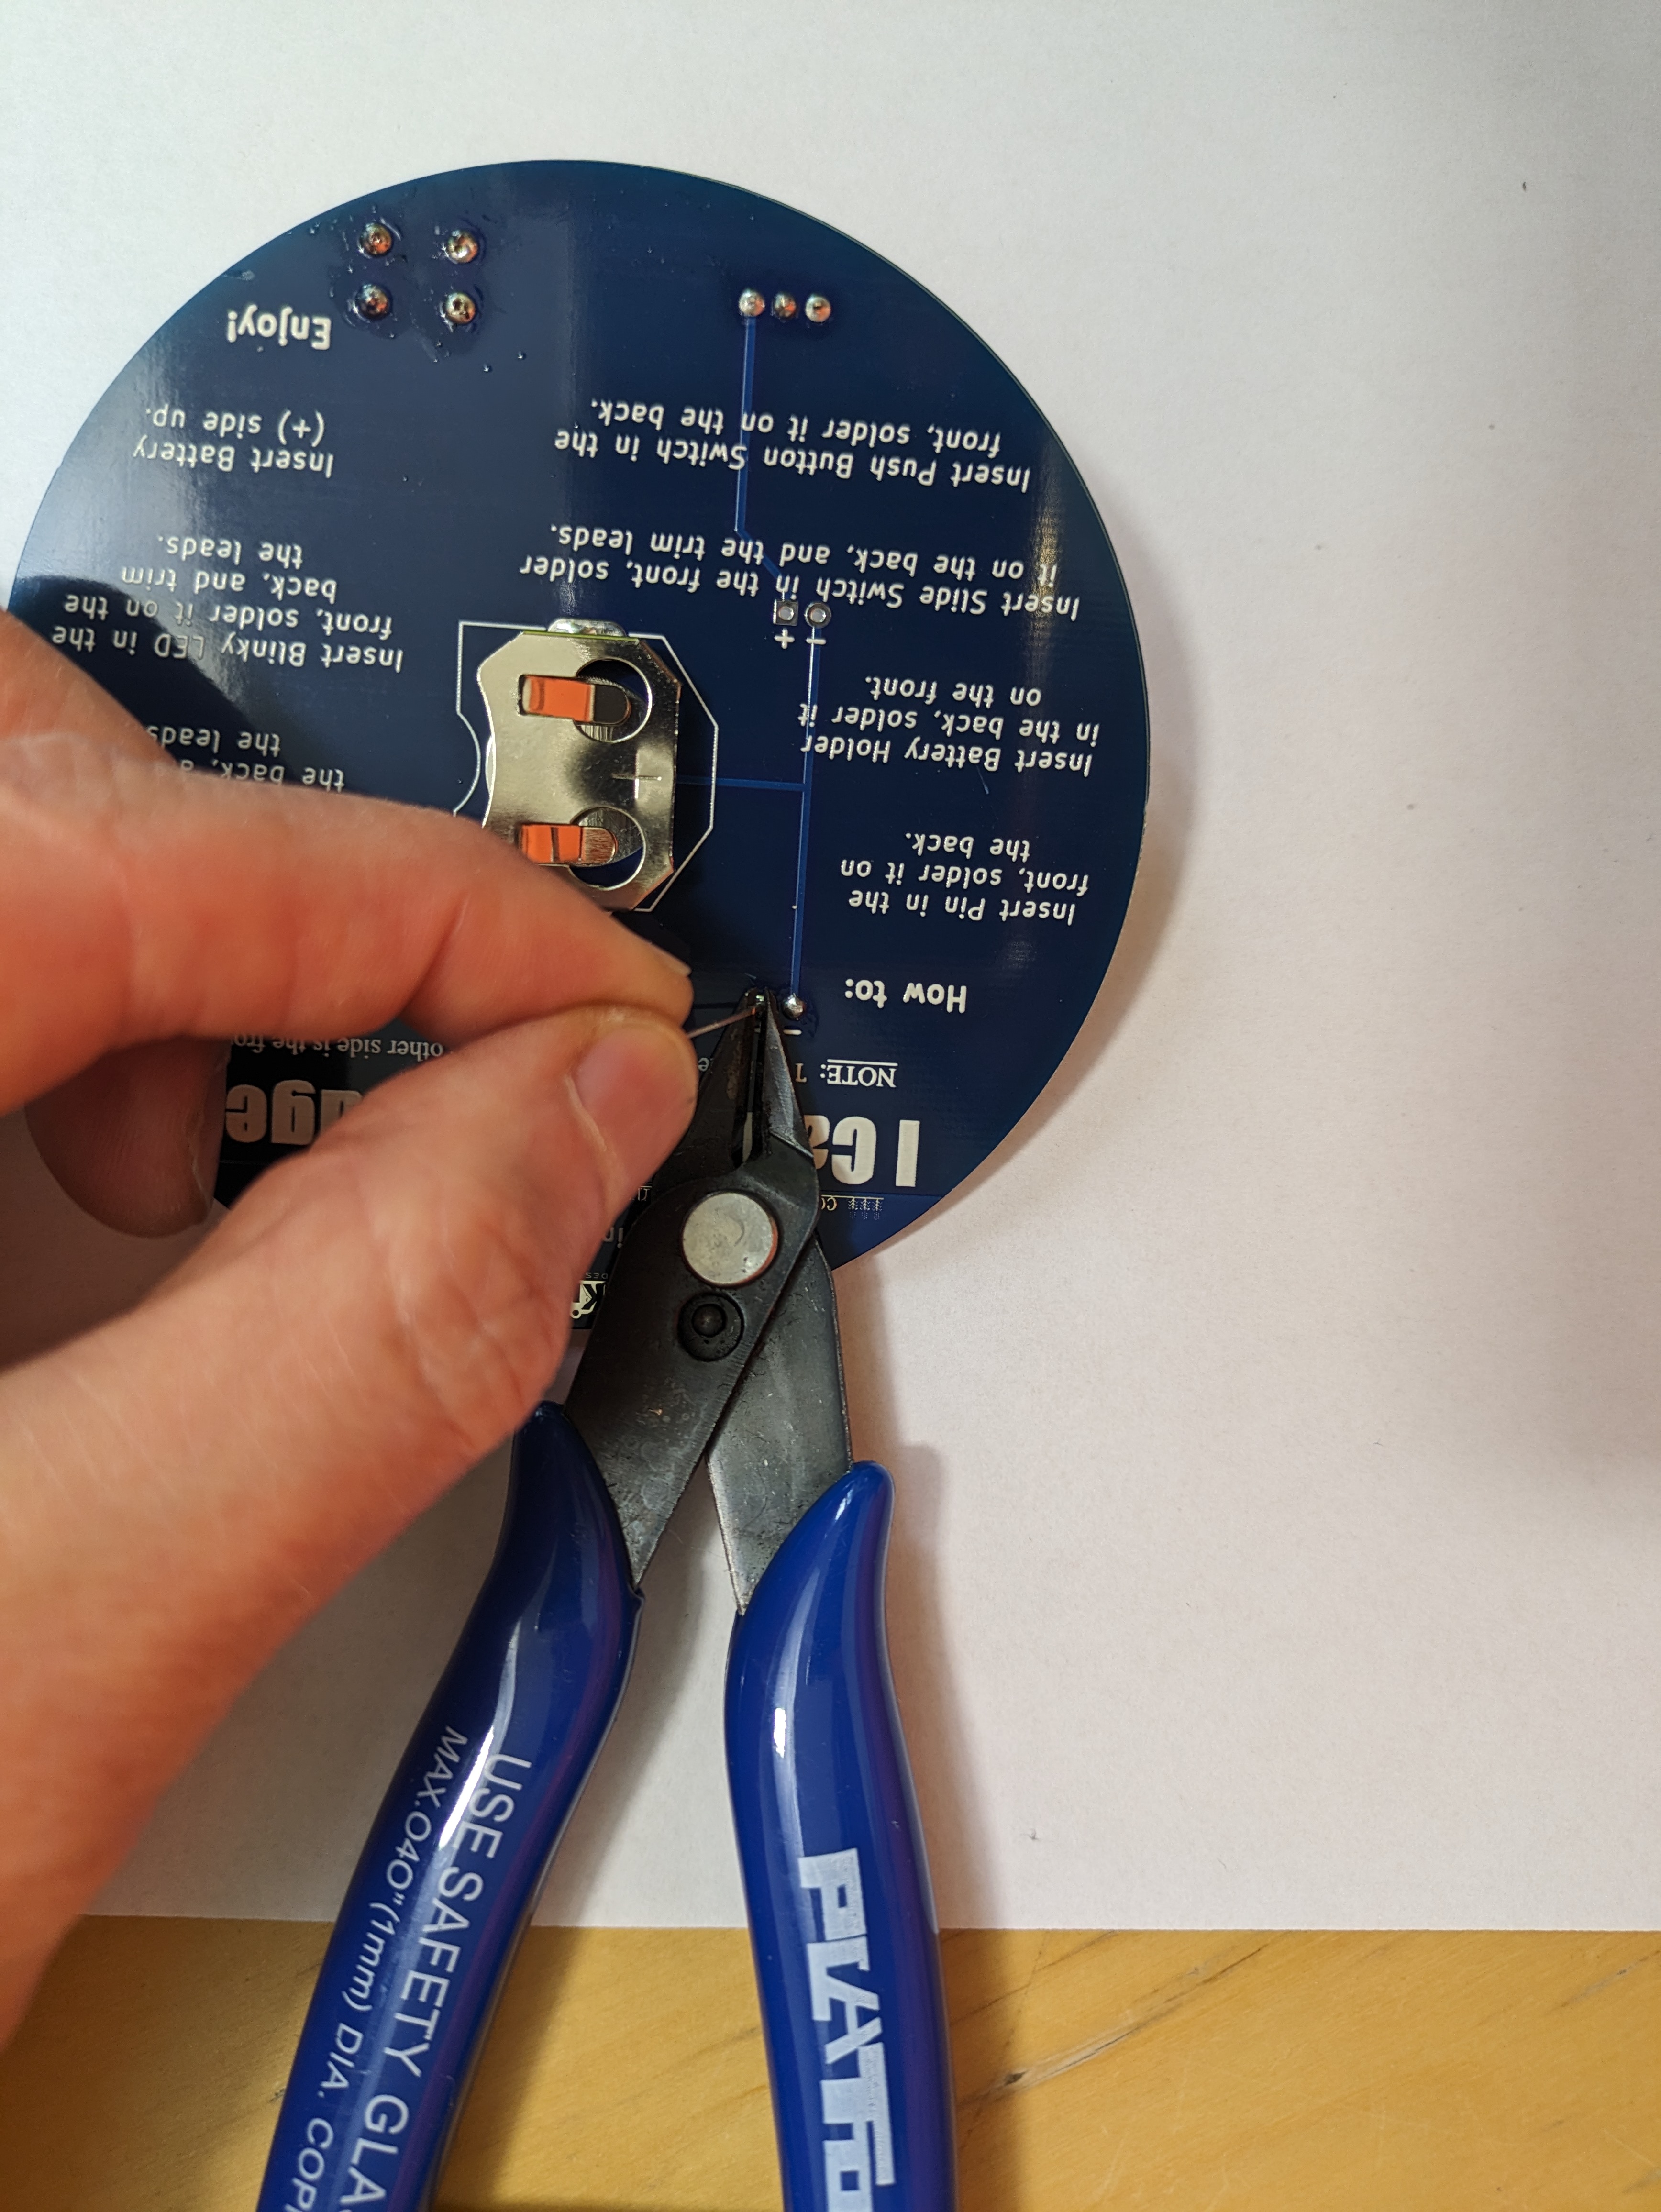 I Ca
age
NOTE: T
other side is the fro
How to:
Insert Pin in the
front, solder it on
the back.
Insert Battery Holder
in the back, solder it
on the front.
Insert Slide Switch in the front, solder
it on the back, and the trim leads.
Insert Push Button Switch in the
front, solder it on the back.
the back, a
the leads
Insert Blinky LED in the
front, solder it on the
back, and trim
the leads.
Insert Battery
(+) side up.
Enjoy!
+ -
+
-
USE SAFETY GLA
MAX.040"(1mm) DIA. COP
PLATO